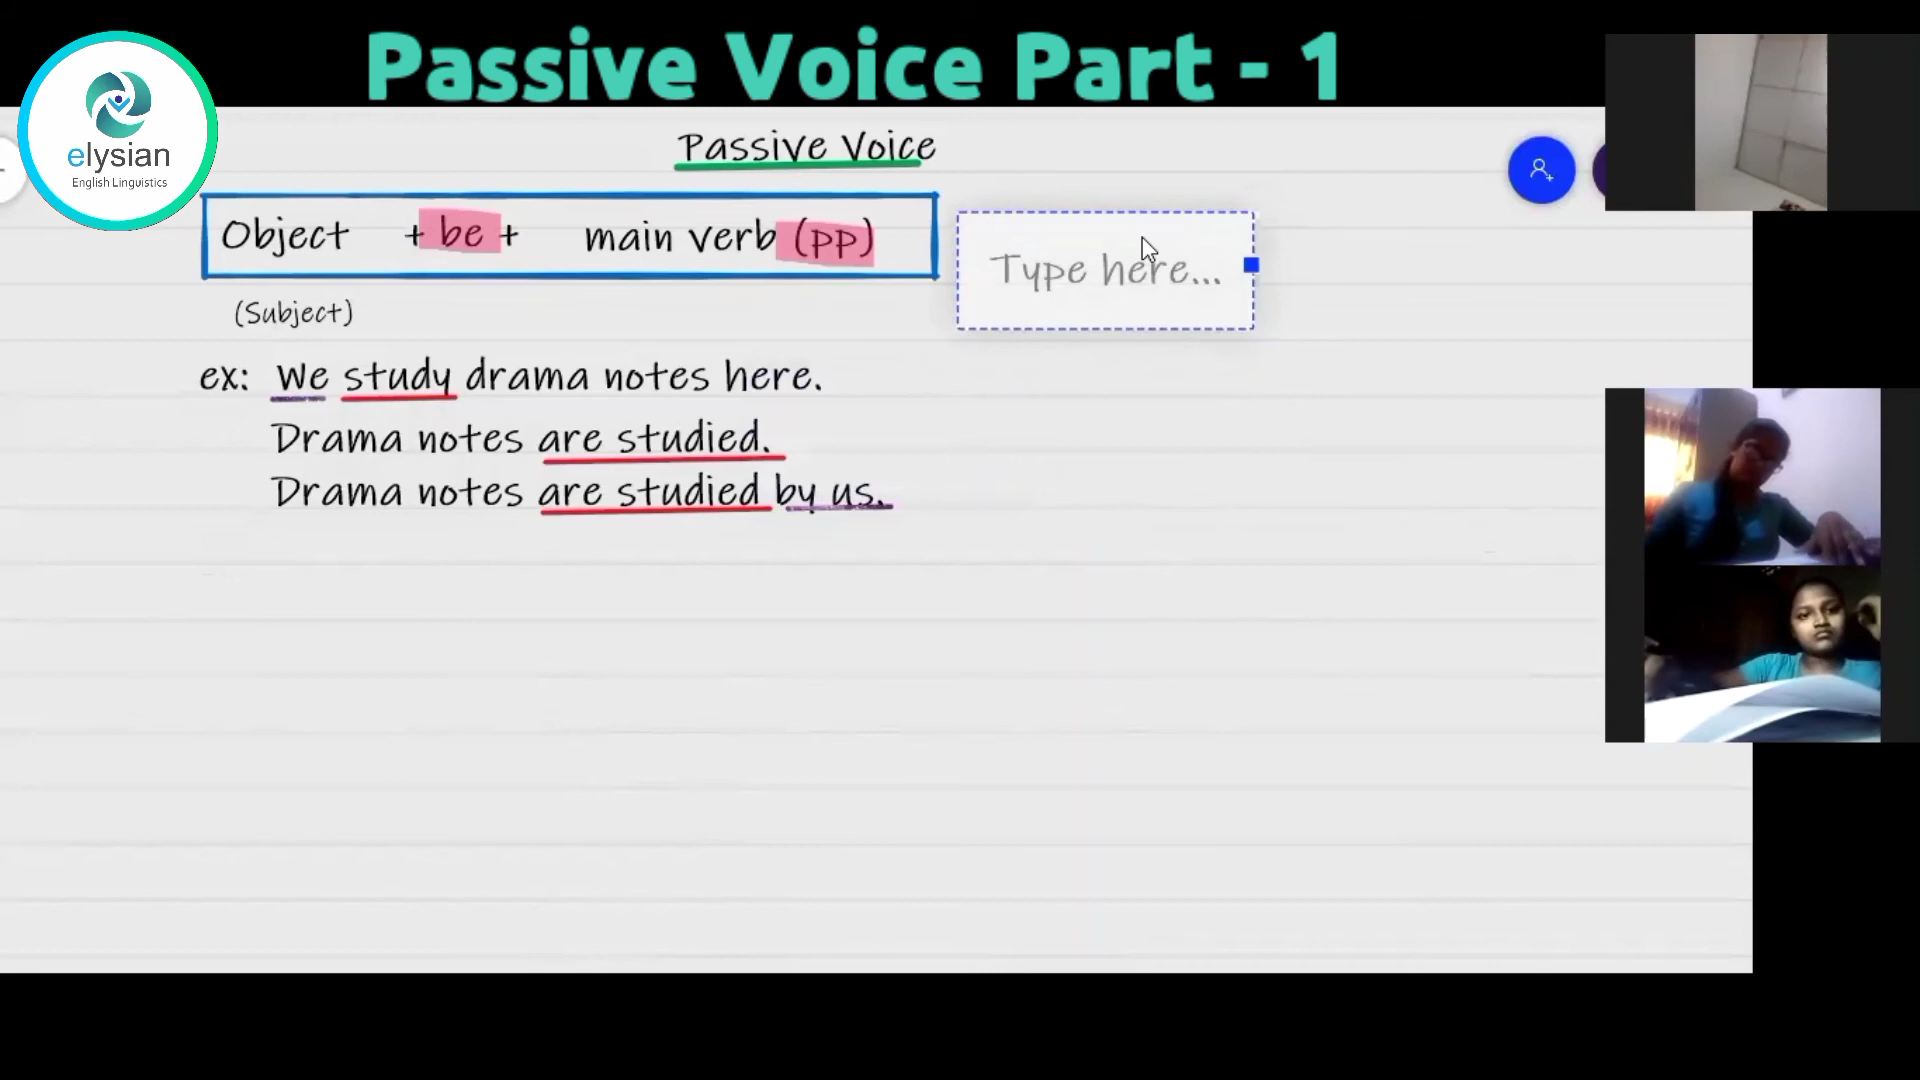 Passive Voice Part - 1
elysian
English Linguistics
Passive Voice
Object + be + main verb (pp)
Type here...
(Subject)
ex: We study drama notes here.
Drama notes are studied.
Drama notes are studied by us.